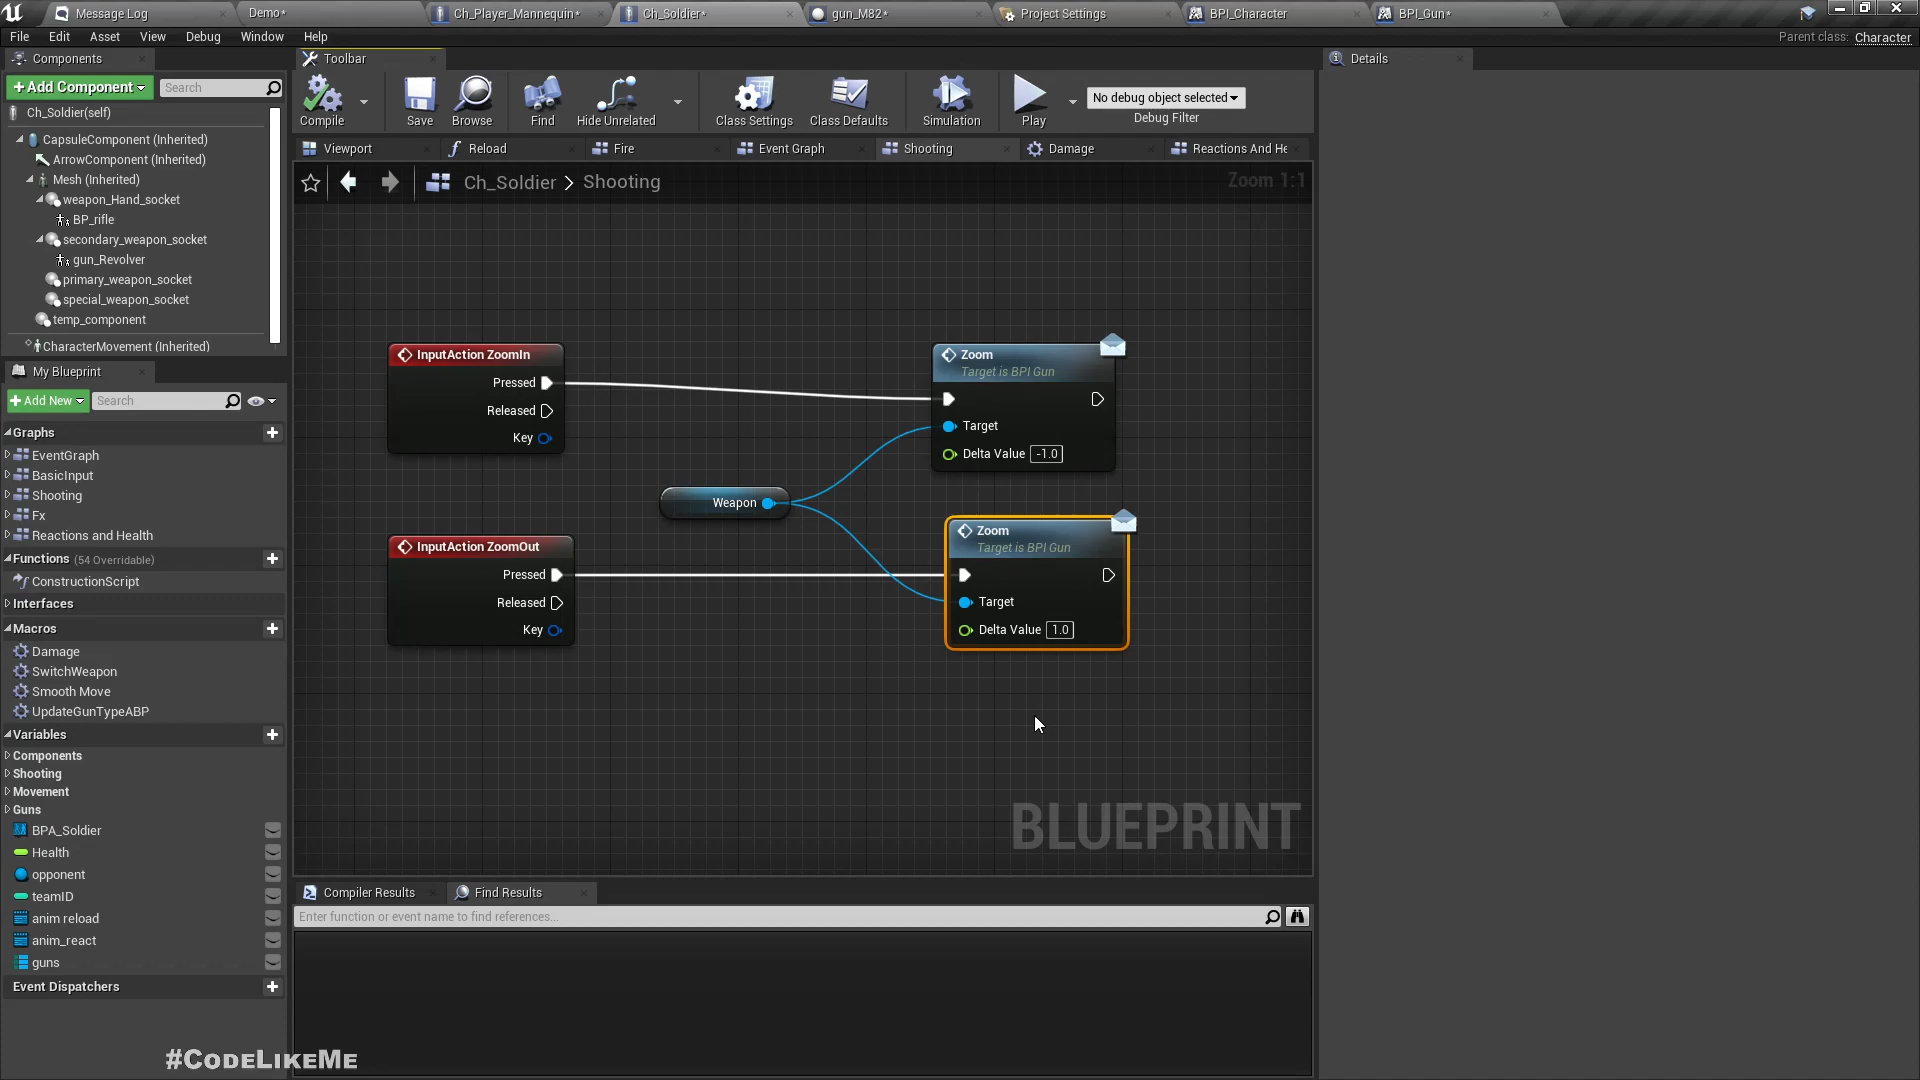 Message Log
Demo*
Ch_Player_Mannequin*
Ch_Soldier*
gun_M82*
Project Settings
BPI_Character
BPI_Gun*
File Edit Asset View Debug Window Help
Parent class: Character
Components
Toolbar
Details
+Add Component
Search
Ch_Soldier(self)
CapsuleComponent (Inherited)
ArrowComponent (Inherited)
Mesh (Inherited)
weapon_Hand_socket
BP_rifle
secondary_weapon_socket
gun_Revolver
primary_weapon_socket
special_weapon_socket
temp_component
CharacterMovement (Inherited)
Compile
Save
Browse
Find
Hide Unrelated
Class Settings
Class Defaults
Simulation
Play
No debug object selected
Debug Filter
Viewport
Reload
Fire
Event Graph
Shooting
Damage
Reactions And He
Ch_Soldier > Shooting
Zoom 1:1
InputAction ZoomIn
Pressed
Released
Key
Zoom
Target is BPI Gun
Target
Delta Value -1.0
Weapon
InputAction ZoomOut
Pressed
Released
Key
Zoom
Target is BPI Gun
Target
Delta Value 1.0
BLUEPRINT
My Blueprint
+Add New
Search
Graphs
EventGraph
BasicInput
Shooting
Fx
Reactions and Health
Functions (54 Overridable)
ConstructionScript
Interfaces
Macros
Damage
SwitchWeapon
Smooth Move
UpdateGunTypeABP
Variables
Components
Shooting
Movement
Guns
BPA_Soldier
Health
opponent
teamID
anim reload
anim_react
guns
Event Dispatchers
Compiler Results
Find Results
Enter function or event name to find references...
#CodeLikeMe